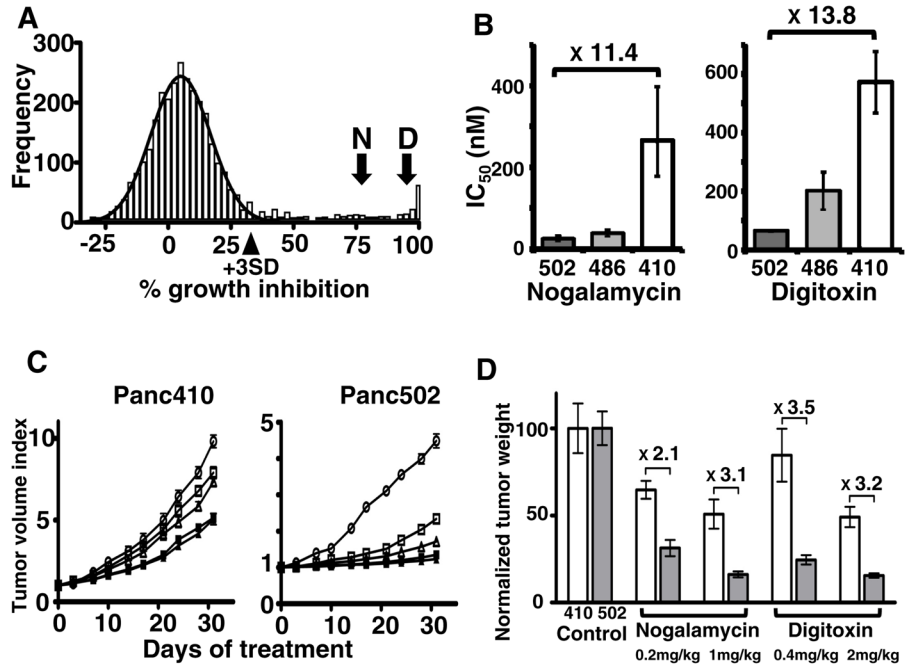 A
Frequency
300
200
100
0
N D
-25 0 25 50 75 100
+3SD
% growth inhibition
B
IC50 (nM)
x 11.4
400
200
0
502 486 410
Nogalamycin
x 13.8
600
400
200
0
502 486 410
Digitoxin
C
Tumor volume index
Panc410
10
5
0
0 10 20 30
Panc502
5
1
0
0 10 20 30
Days of treatment
D
Normalized tumor weight
100
50
0
x 2.1
x 3.1
x 3.5
x 3.2
410 502
Control
Nogalamycin
0.2mg/kg 1mg/kg
Digitoxin
0.4mg/kg 2mg/kg